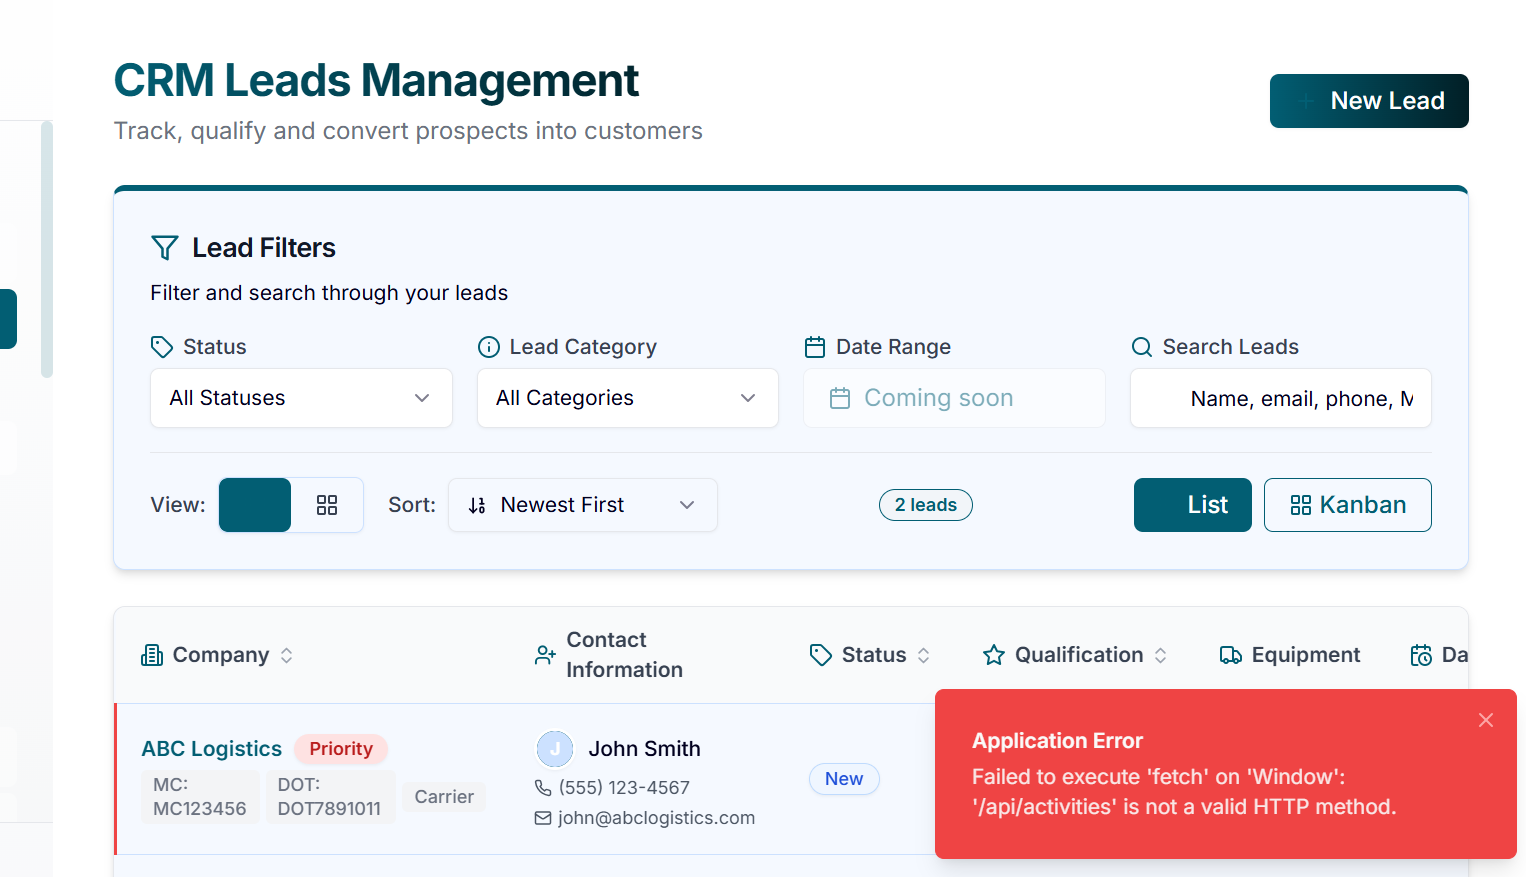 CRM Leads Management
Track, qualify and convert prospects into customers
New Lead
Lead Filters
Filter and search through your leads
Status
Lead Category
Date Range
Search Leads
All Statuses
All Categories
Coming soon
Name, email, phone, M
View:
Sort:
Newest First
2 leads
List
Kanban
Company
Contact
Information
Status
Qualification
Equipment
Da
ABC Logistics
Priority
MC:
MC123456
DOT:
DOT7891011
Carrier
J
John Smith
(555) 123-4567
john@abclogistics.com
New
Application Error
Failed to execute 'fetch' on 'Window':
'/api/activities' is not a valid HTTP method.